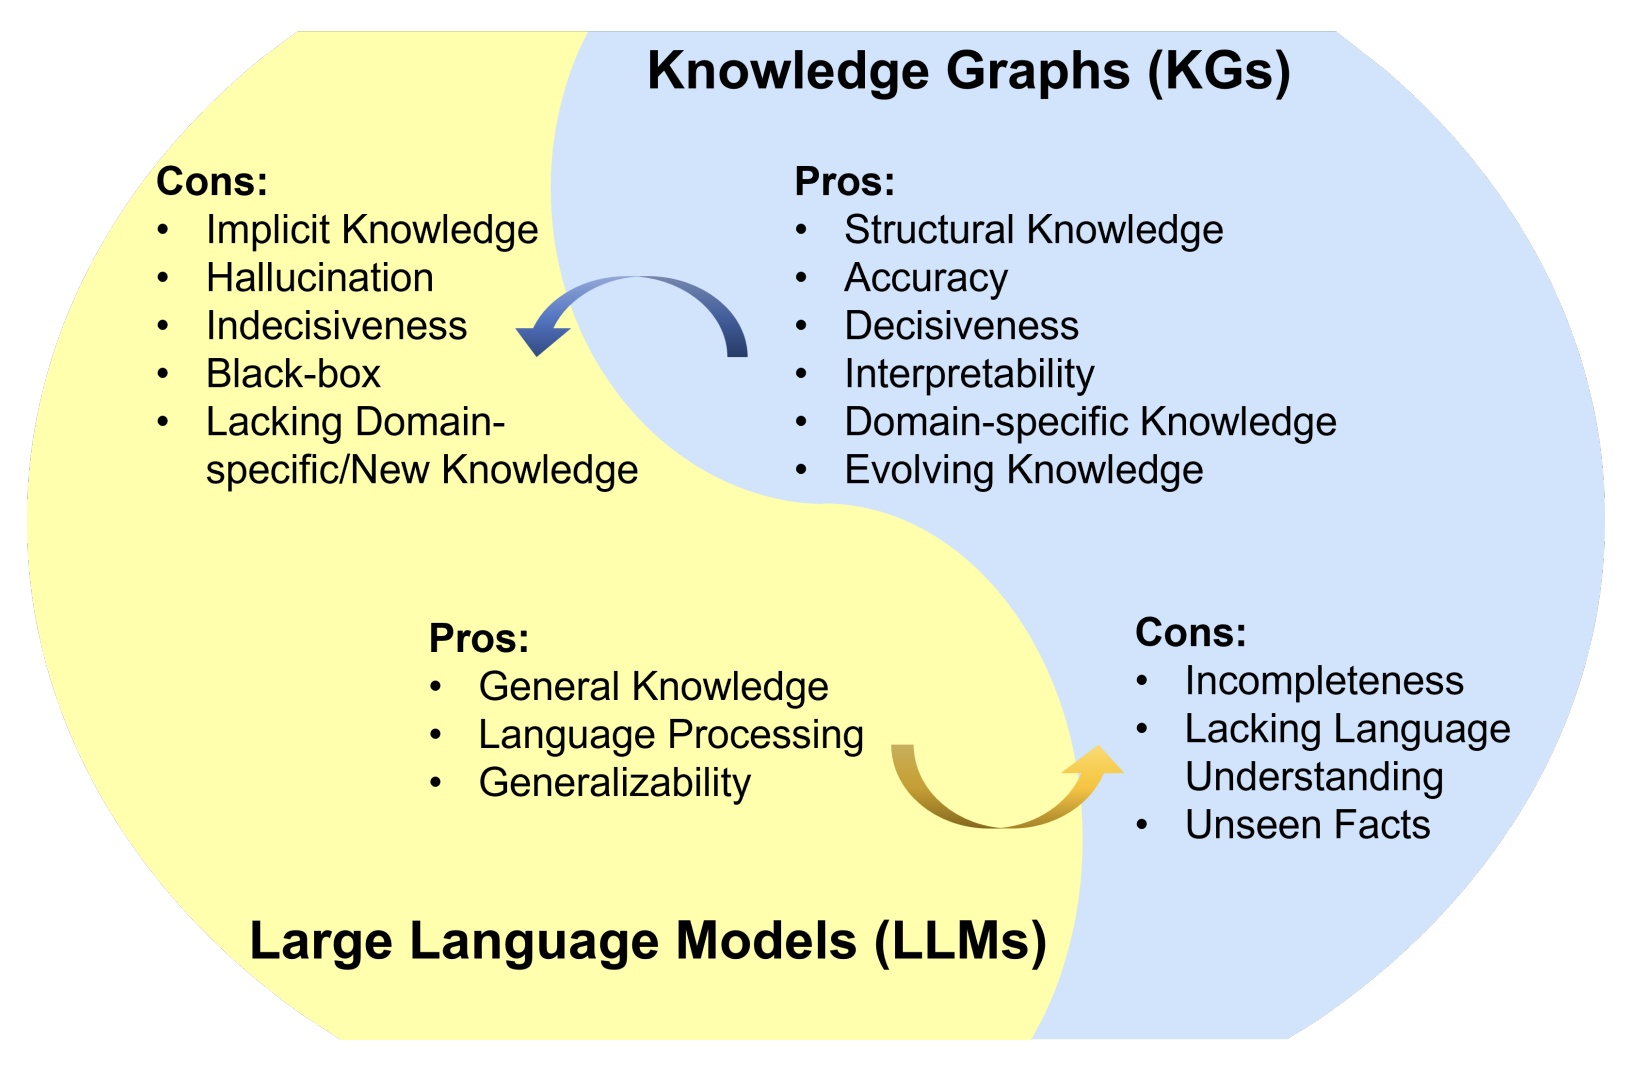 Knowledge Graphs (KGs)
Cons:
• Implicit Knowledge
• Hallucination
• Indecisiveness
• Black-box
• Lacking Domain-
specific/New Knowledge
Pros:
• Structural Knowledge
• Accuracy
• Decisiveness
• Interpretability
• Domain-specific Knowledge
• Evolving Knowledge
Pros:
• General Knowledge
• Language Processing
• Generalizability
Cons:
• Incompleteness
• Lacking Language
Understanding
• Unseen Facts
Large Language Models (LLMs)